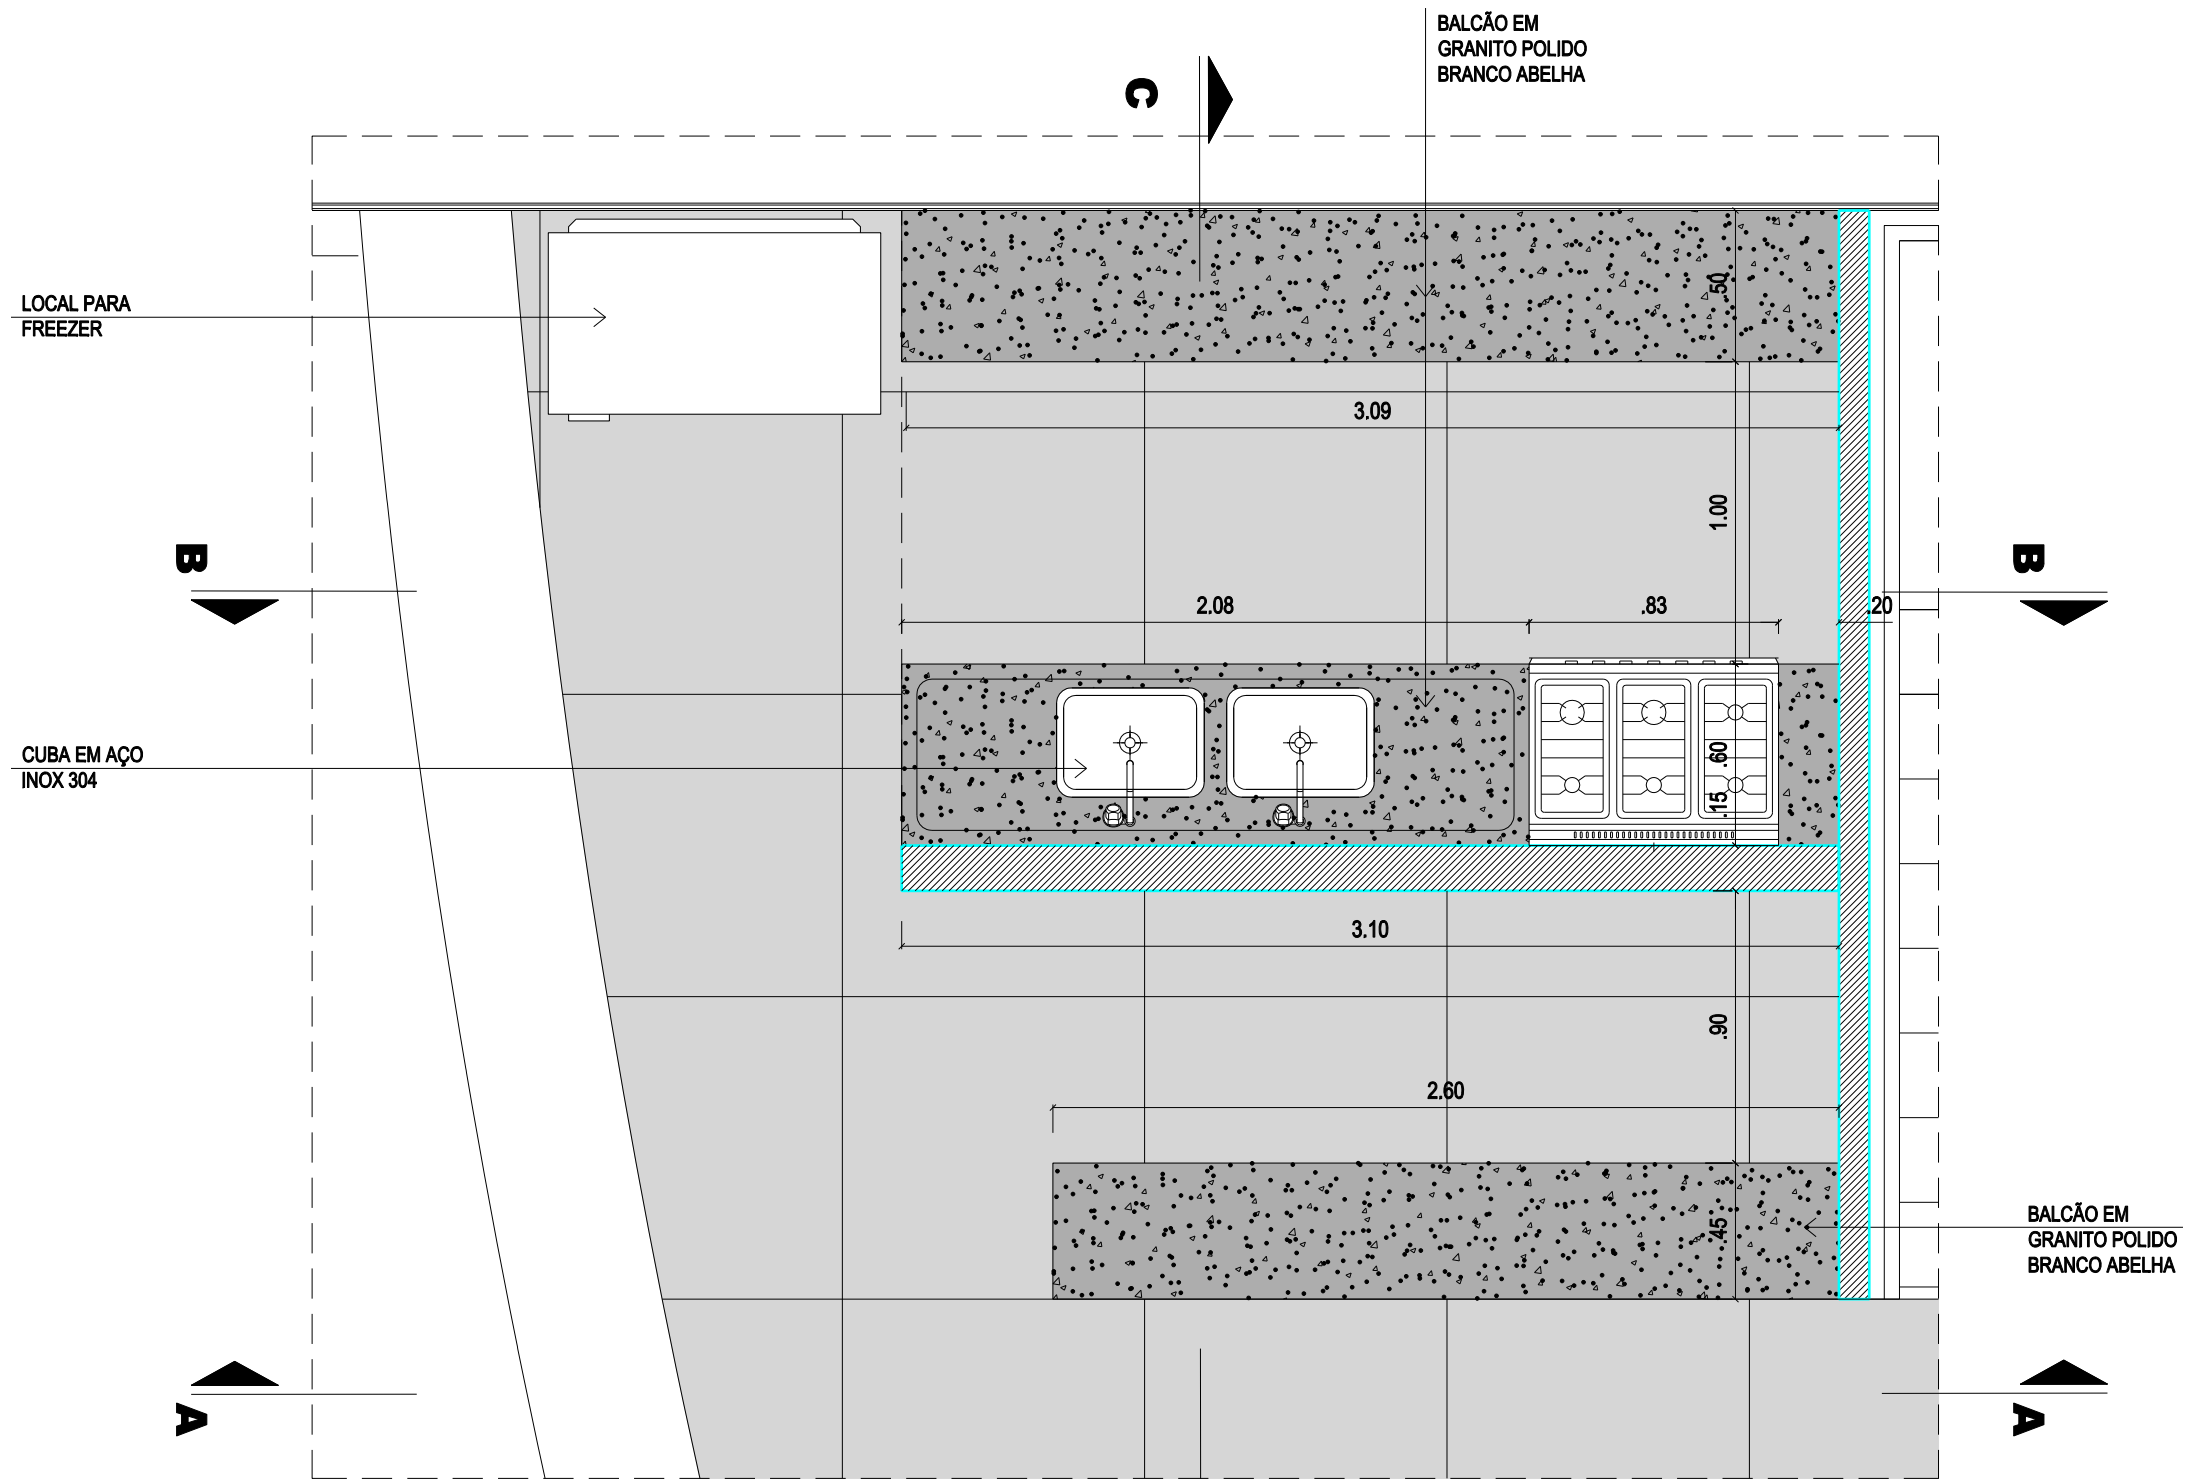 BALCÃO EM
GRANITO POLIDO
BRANCO ABELHA
C
LOCAL PARA
FREEZER
.50
3.09
1.00
B
B
2.08
.83
.20
CUBA EM AÇO
INOX 304
.60
.15
3.10
.90
2.60
.45
BALCÃO EM
GRANITO POLIDO
BRANCO ABELHA
A
A